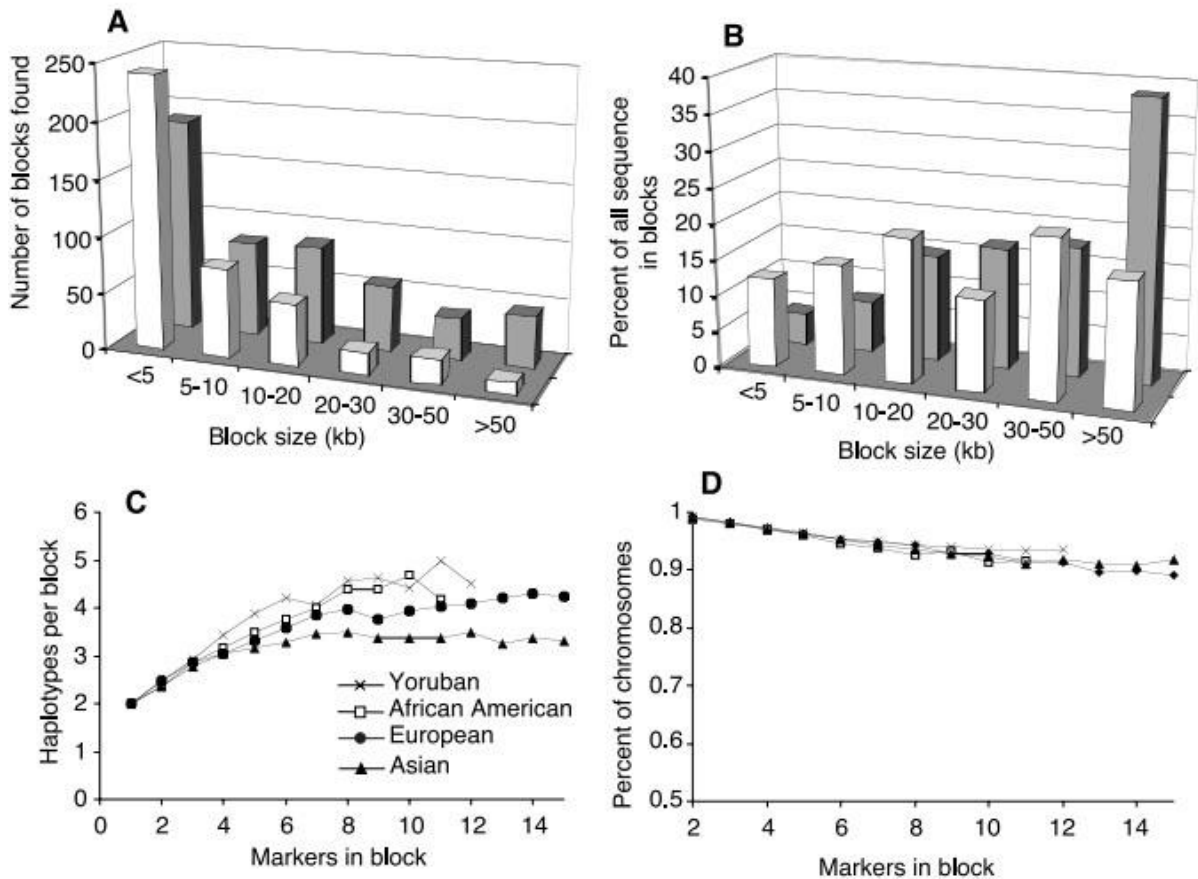 A
Number of blocks found
250
200
150
100
50
0
<5
5-10
10-20
20-30
30-50
>50
Block size (kb)
B
Percent of all sequence
in blocks
40
35
30
25
20
15
10
5
0
<5
5-10
10-20
20-30
30-50
>50
Block size (kb)
C
Haplotypes per block
6
5
4
3
2
1
0
0 2 4 6 8 10 12 14
Markers in block
Yoruban
African American
European
Asian
D
Percent of chromosomes
1
0.9
0.8
0.7
0.6
0.5
2 4 6 8 10 12 14
Markers in block